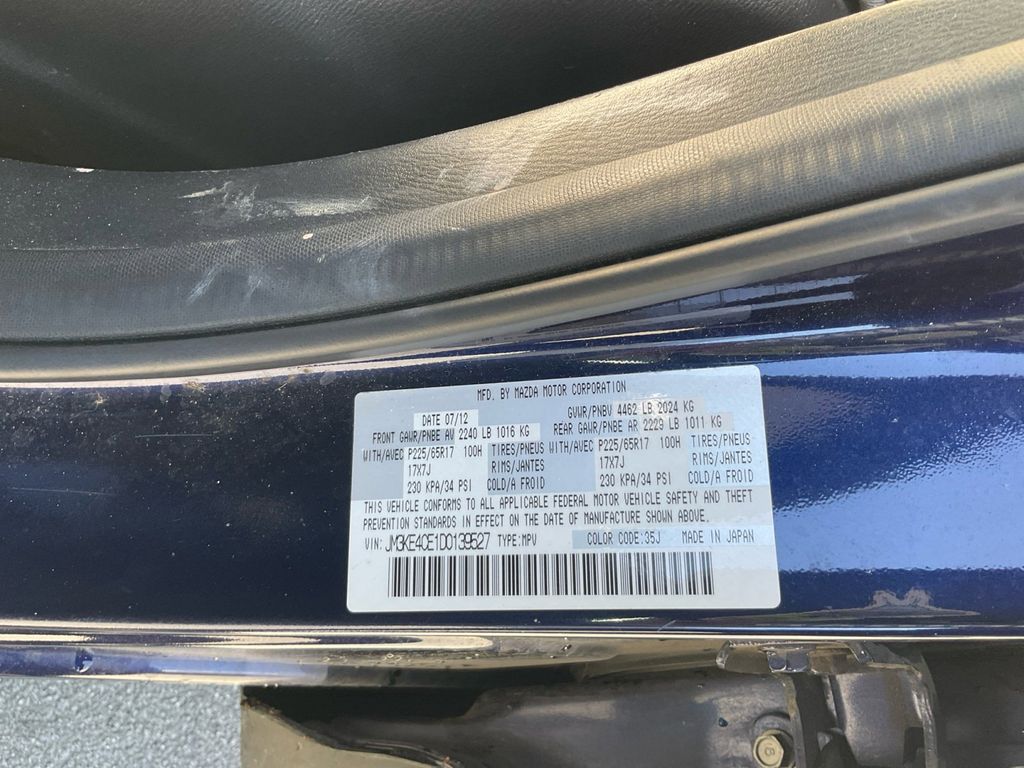 MFD. BY MAZDA MOTOR CORPORATION
DATE 07/12 GVWR/PNBV 4462 LB 2024 KG
FRONT GAWR/PNBE AV 2240 LB 1016 KG REAR GAWR/PNBE AR 2229 LB 1011 KG
WITH/AVEC P225/65R17 100H TIRES/PNEUS WITH/AVEC P225/65R17 100H TIRES/PNEUS
17X7J RIMS/JANTES 17X7J RIMS/JANTES
230 KPA/34 PSI COLD/A FROID 230 KPA/34 PSI COLD/A FROID
THIS VEHICLE CONFORMS TO ALL APPLICABLE FEDERAL MOTOR VEHICLE SAFETY AND THEFT
PREVENTION STANDARDS IN EFFECT ON THE DATE OF MANUFACTURE SHOWN ABOVE.
VIN: JM3KE4CE1D0139527 TYPE:MPV COLOR CODE:35J MADE IN JAPAN